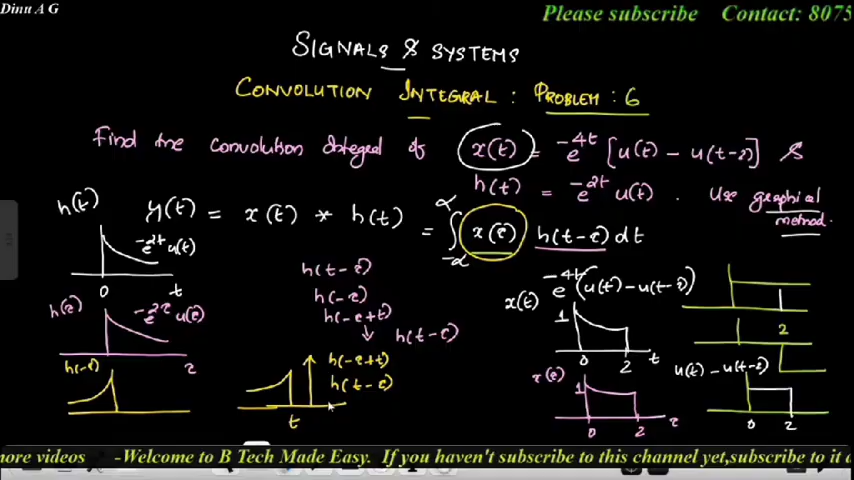 Dinu A G
Please subscribe Contact: 8075
SIGNALS & SYSTEMS
CONVOLUTION INTEGRAL : PROBLEM : 6
Find the convolution Integral of x(t) = e^-4t [u(t) - u(t-2)] &
h(t) = e^-2t u(t) . Use graphical
method.
y(t) = x(t) * h(t) = ∫ x(τ) h(t-τ) dt
α
-α
h(t)
e^-2t u(t)
0 t
h(τ)
e^-2τ u(τ)
τ
h(-τ)
h(t-τ)
h(-τ)
h(-τ+t)
↓ h(t-τ)
h(-τ+t)
h(t-τ)
t
e^-4t (u(t) - u(t-2))
x(t)
1
0 2 t
x(τ)
1
0 2 τ
2
u(t) - u(t-2)
0 2
more videos -Welcome to B Tech Made Easy. If you haven't subscribe to this channel yet,subscribe to it a